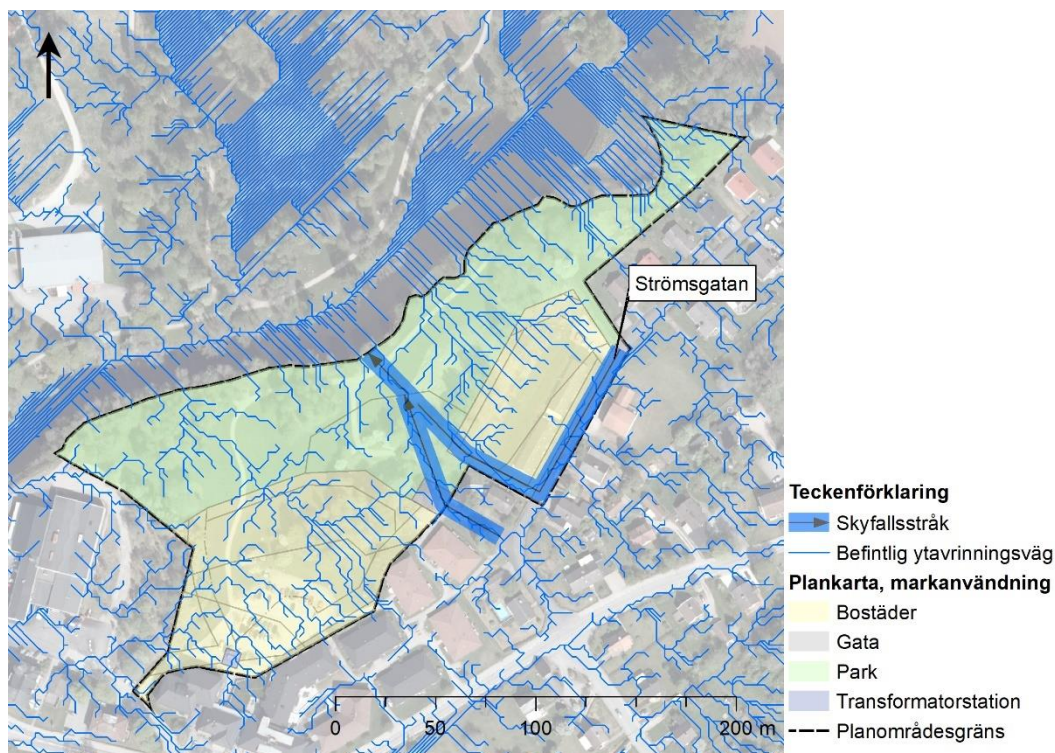 Strömsgatan
0 50 100 200 m
Teckenförklaring
Skyfallsstråk
Befintlig ytavrinningsväg
Plankarta, markanvändning
Bostäder
Gata
Park
Transformatorstation
Planområdesgräns